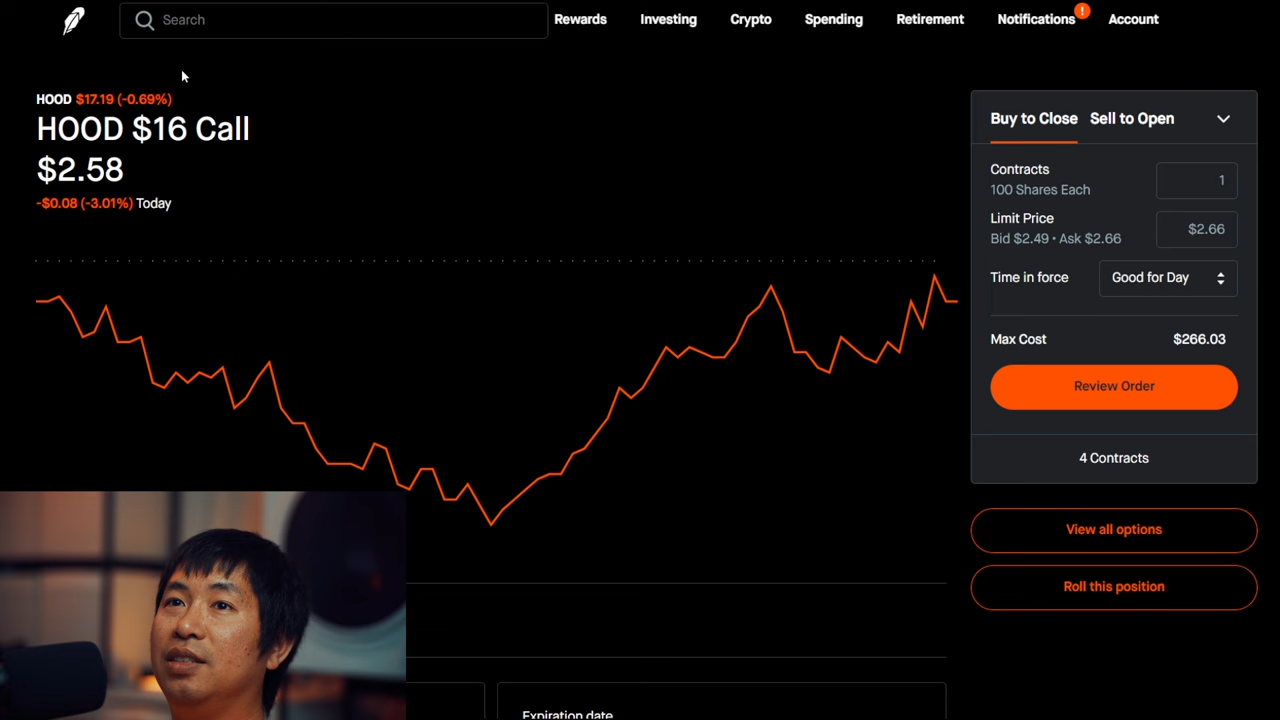 Search
Rewards
Investing
Crypto
Spending
Retirement
Notifications
!
Account
HOOD $17.19 (-0.69%)
HOOD $16 Call
$2.58
-$0.08 (-3.01%) Today
Buy to Close
Sell to Open
Contracts
100 Shares Each
1
Limit Price
Bid $2.49 • Ask $2.66
$2.66
Time in force
Good for Day
Max Cost
$266.03
Review Order
4 Contracts
View all options
Roll this position
Expiration date